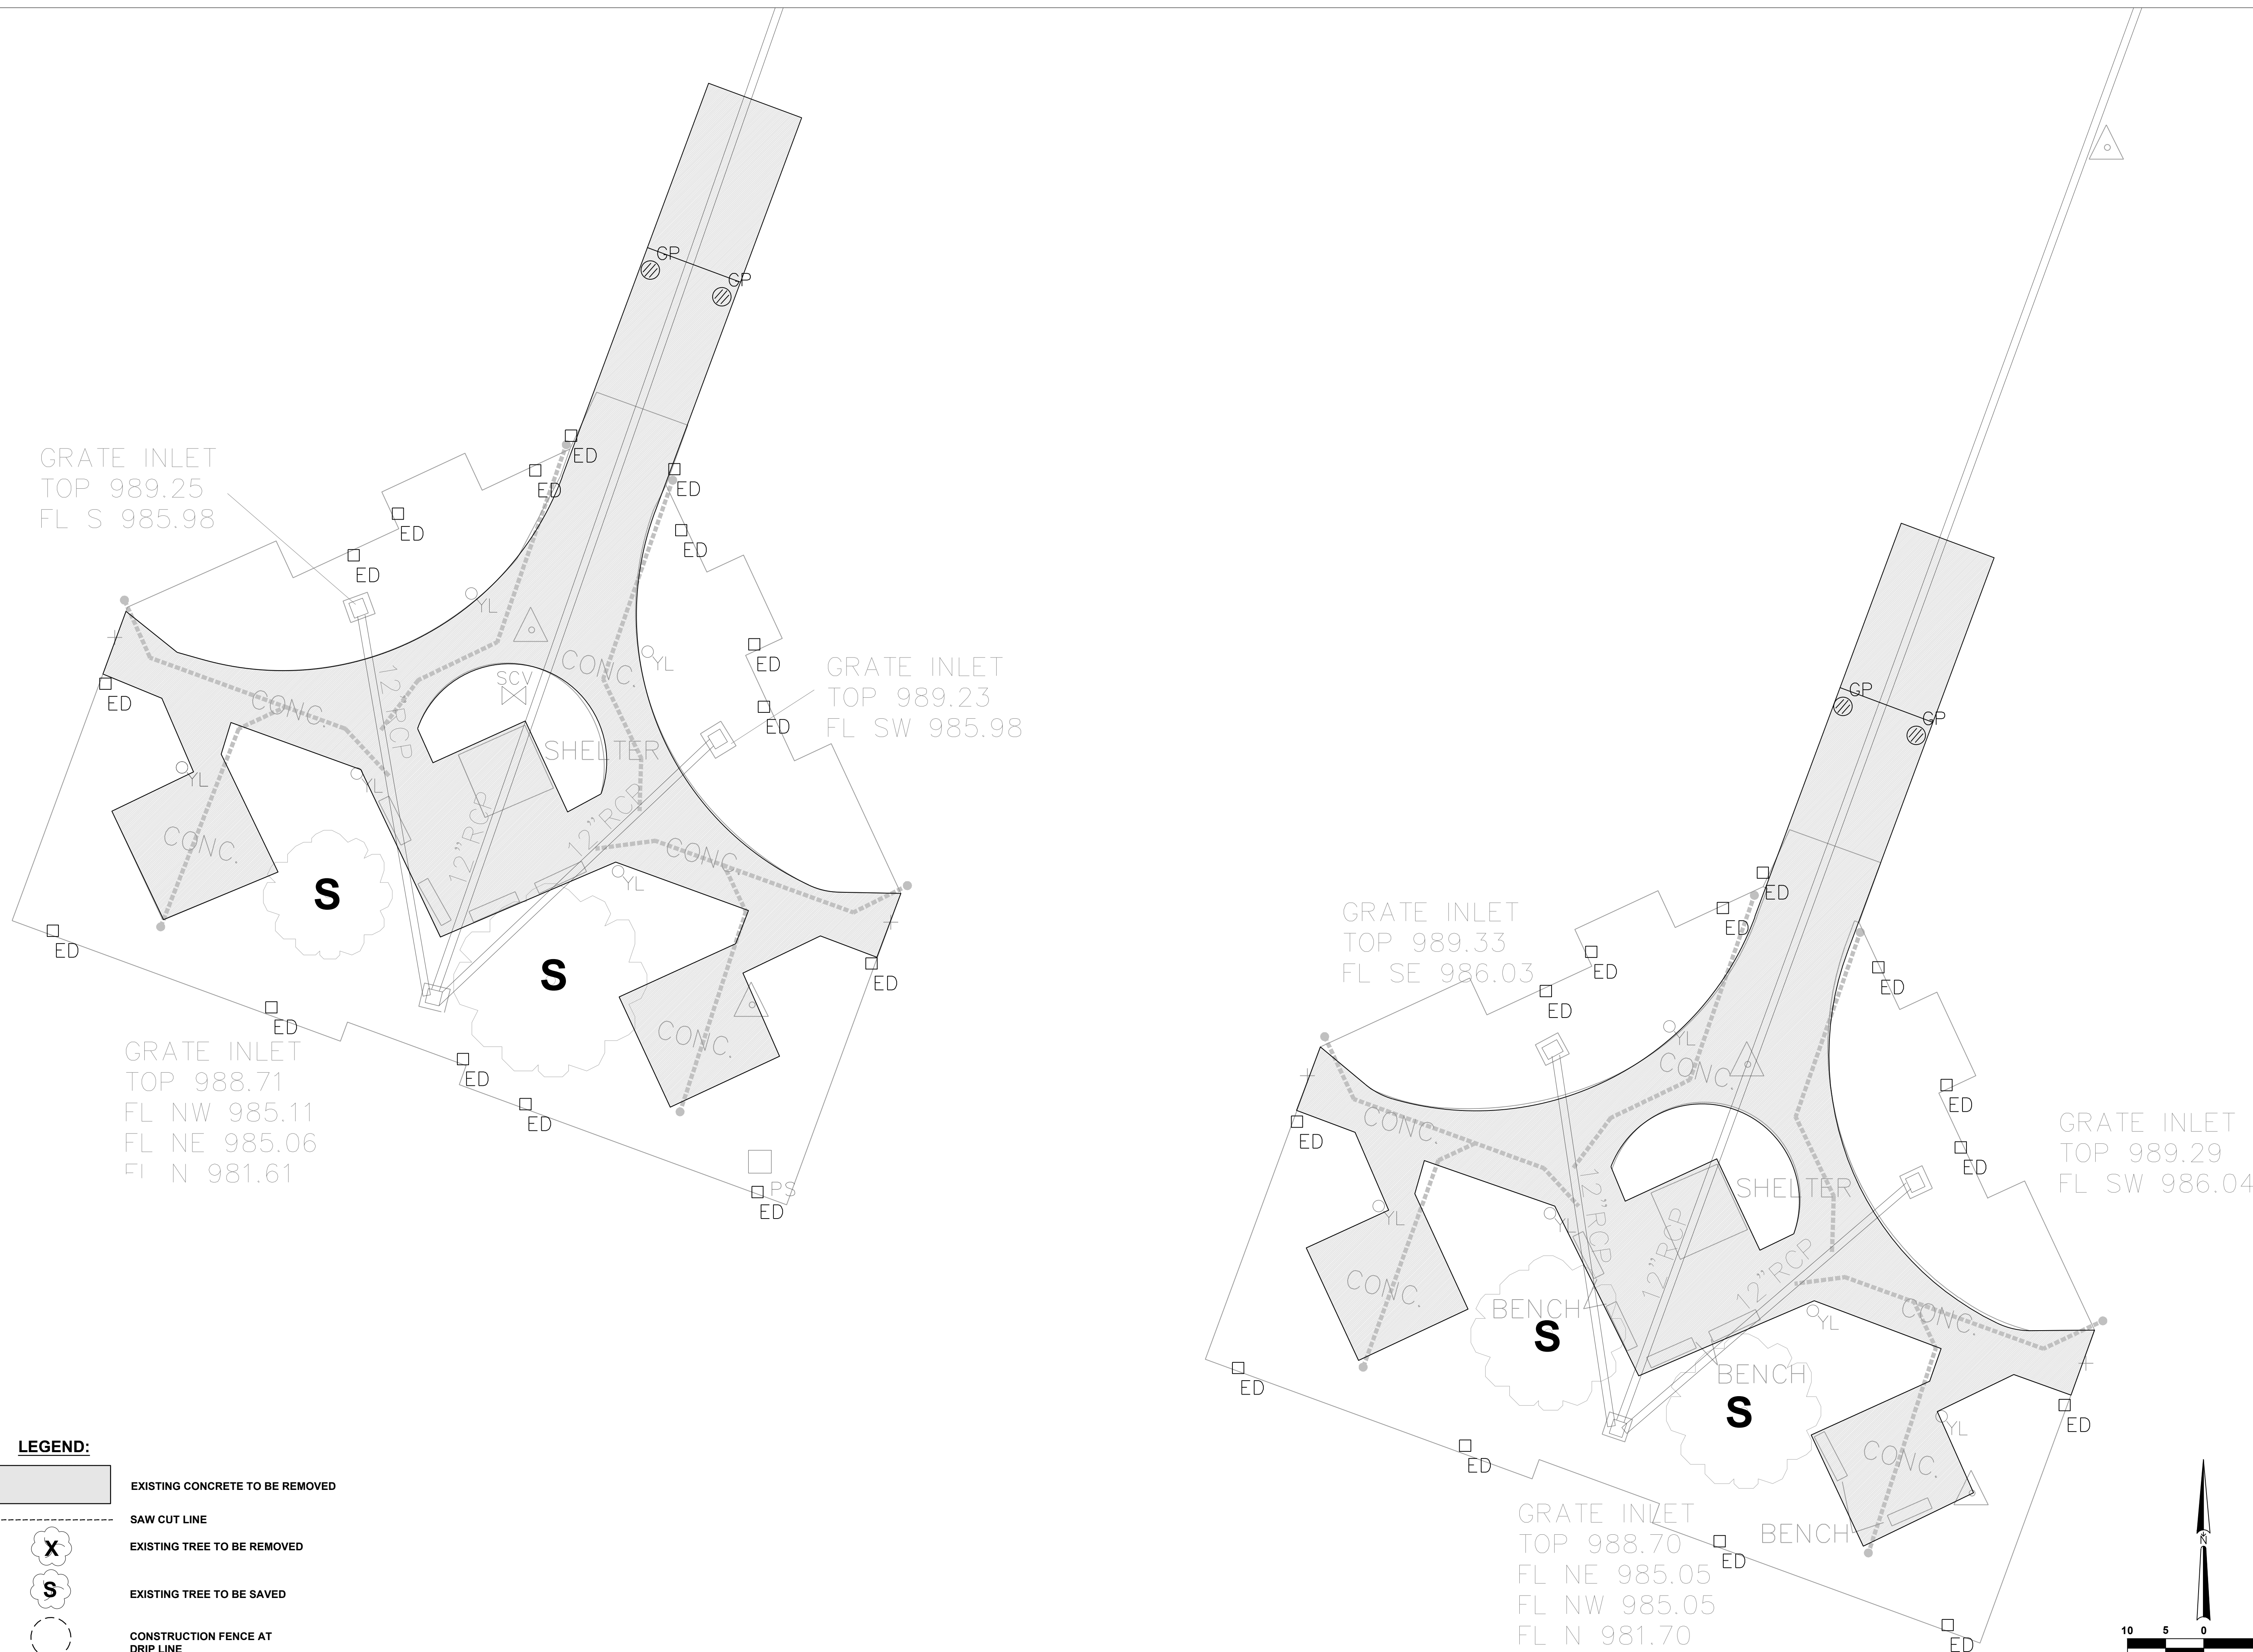 GP
GP
ED
ED
ED
ED
ED
ED
GRATE INLET
TOP 989.25
FL S 985.98
YL
YL
CONC.
CONC.
12" RCP
SCV
SHELTER
ED
ED
GRATE INLET
TOP 989.23
FL SW 985.98
ED
YL
YL
CONC.
12" RCP
12" RCP
CONC.
YL
S
S
CONC.
ED
ED
ED
ED
ED
PS
ED
GRATE INLET
TOP 988.71
FL NW 985.11
FL NE 985.06
FL N 981.61
GP
GP
ED
ED
ED
ED
ED
GRATE INLET
TOP 989.33
FL SE 986.03
YL
CONC.
CONC.
ED
ED
ED
GRATE INLET
TOP 989.29
FL SW 986.04
SHELTER
ED
YL
YL
12" RCP
12" RCP
12" RCP
CONC.
CONC.
BENCH
S
YL
BENCH
S
YL
CONC.
BENCH
ED
ED
ED
ED
ED
GRATE INLET
TOP 988.70
FL NE 985.05
FL NW 985.05
FL N 981.70
LEGEND:
EXISTING CONCRETE TO BE REMOVED
SAW CUT LINE
X
EXISTING TREE TO BE REMOVED
S
EXISTING TREE TO BE SAVED
CONSTRUCTION FENCE AT
DRIP LINE
N
10 5 0